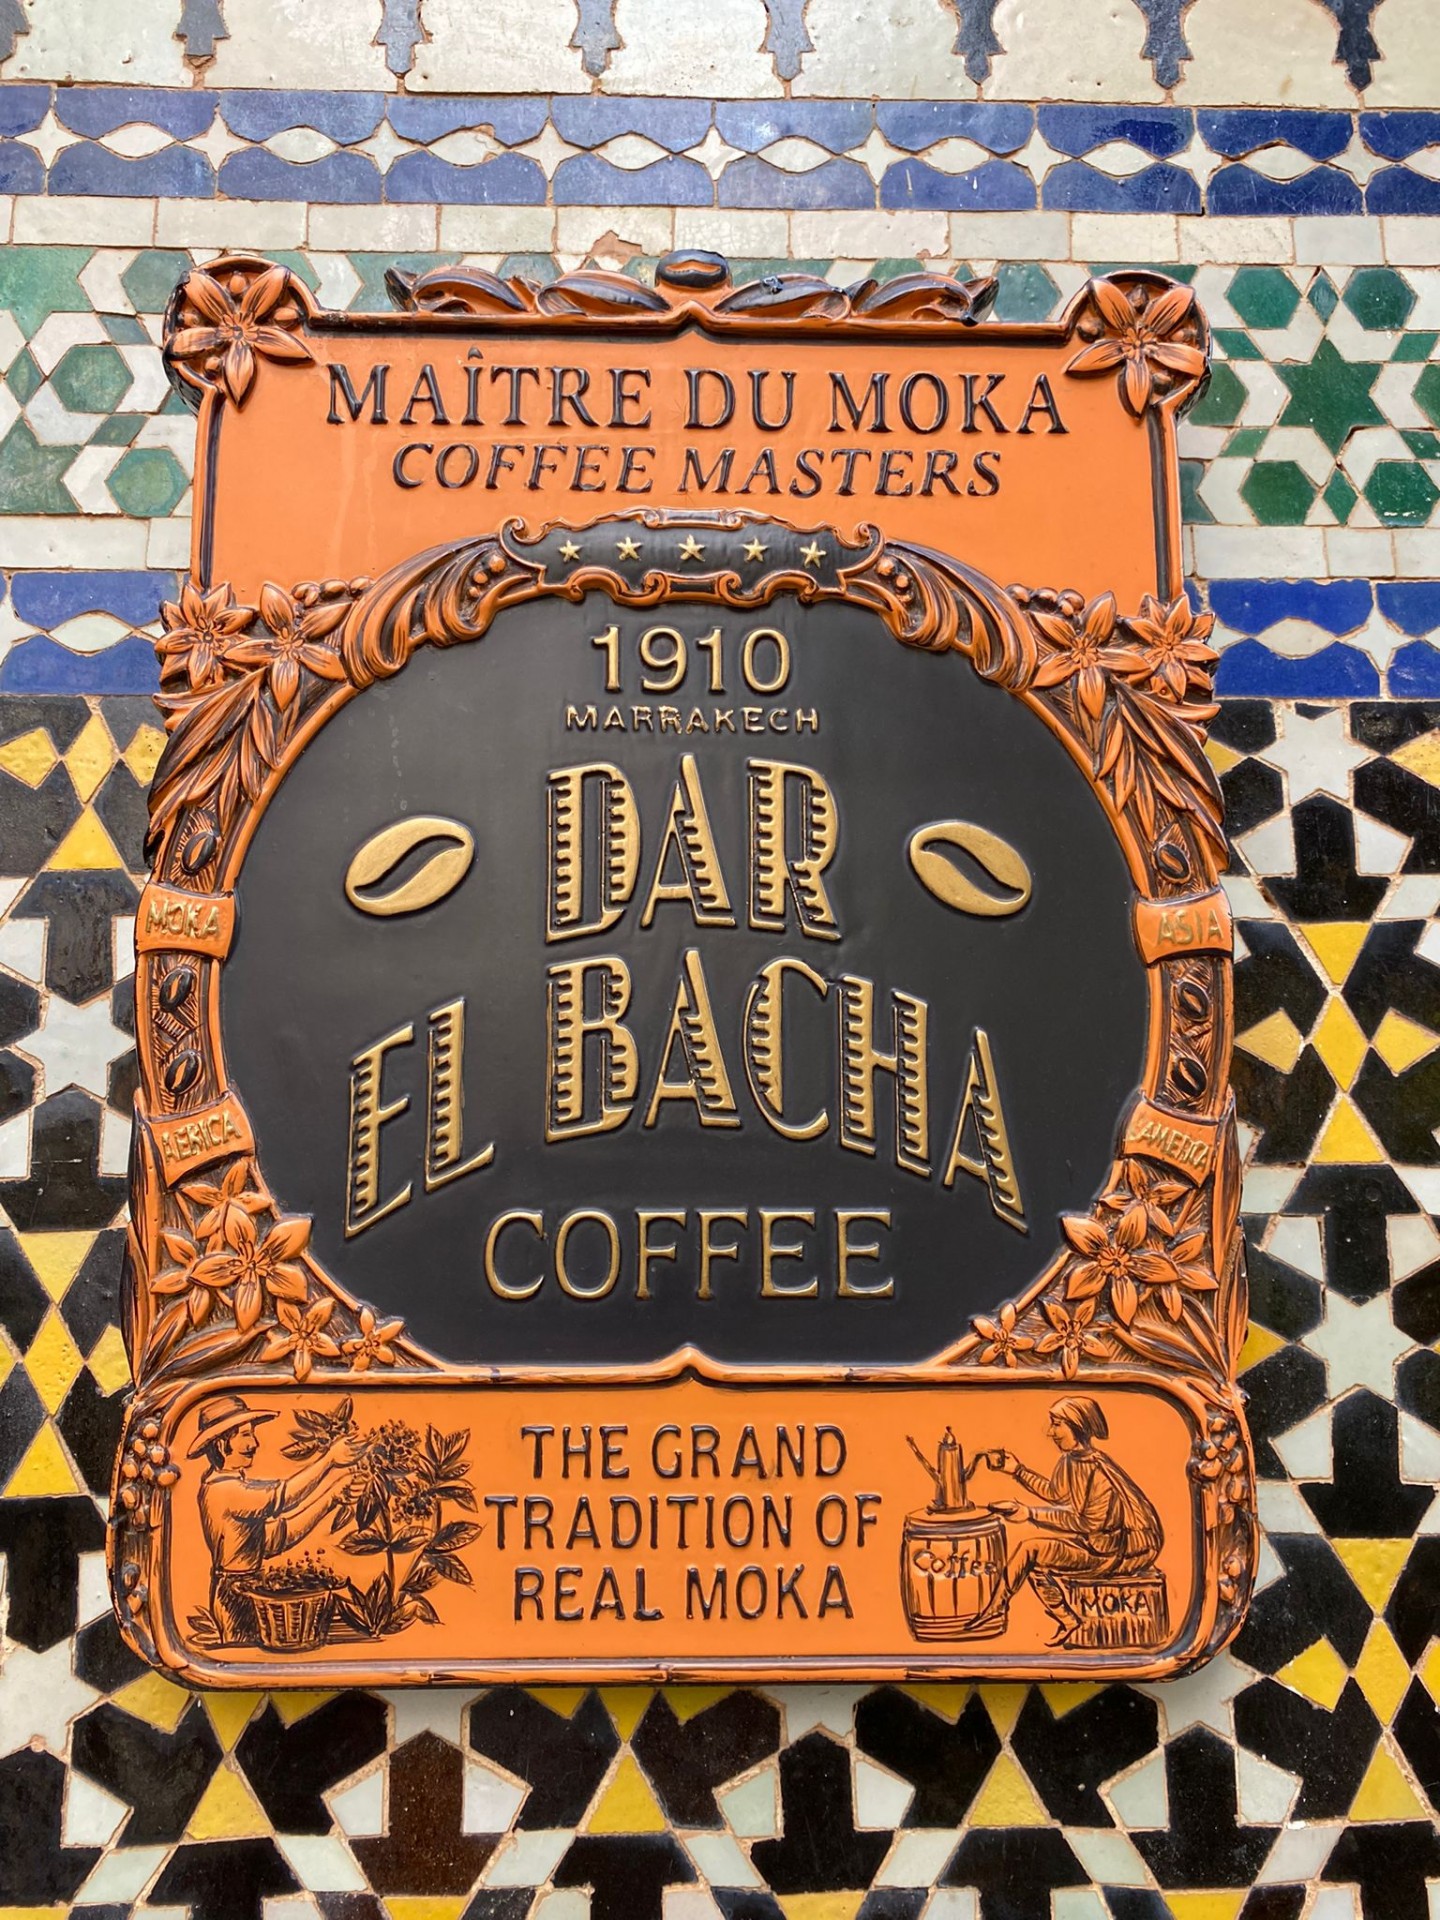 MAÎTRE DU MOKA
COFFEE MASTERS
1910
MARRAKECH
DAR
EL BACHA
COFFEE
MOKA
ASIA
AMERICA
THE GRAND
TRADITION OF
REAL MOKA
Coffee
MOKA